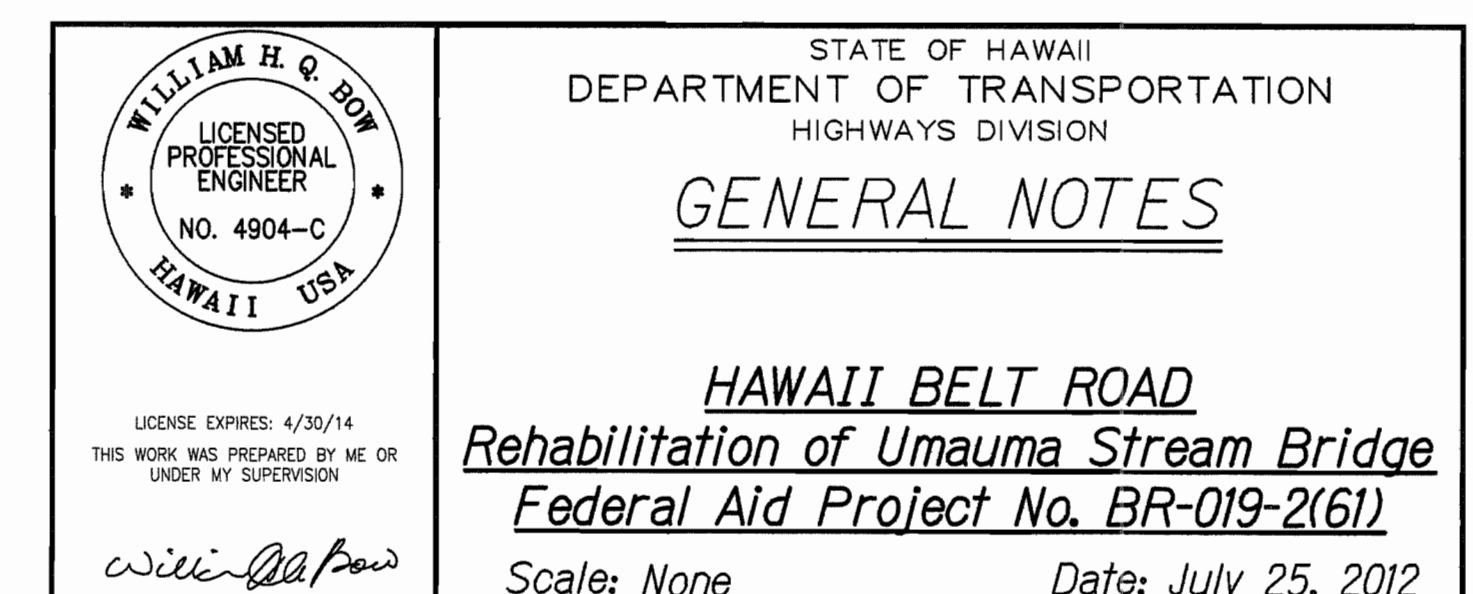 WILLIAM H. Q. BOW
LICENSED
PROFESSIONAL
ENGINEER
NO. 4904-C
* HAWAII USA *
LICENSE EXPIRES: 4/30/14
THIS WORK WAS PREPARED BY ME OR
UNDER MY SUPERVISION
STATE OF HAWAII
DEPARTMENT OF TRANSPORTATION
HIGHWAYS DIVISION
GENERAL NOTES
HAWAII BELT ROAD
Rehabilitation of Umauma Stream Bridge
Federal Aid Project No. BR-019-2(61)
Scale: None Date: July 25, 2012